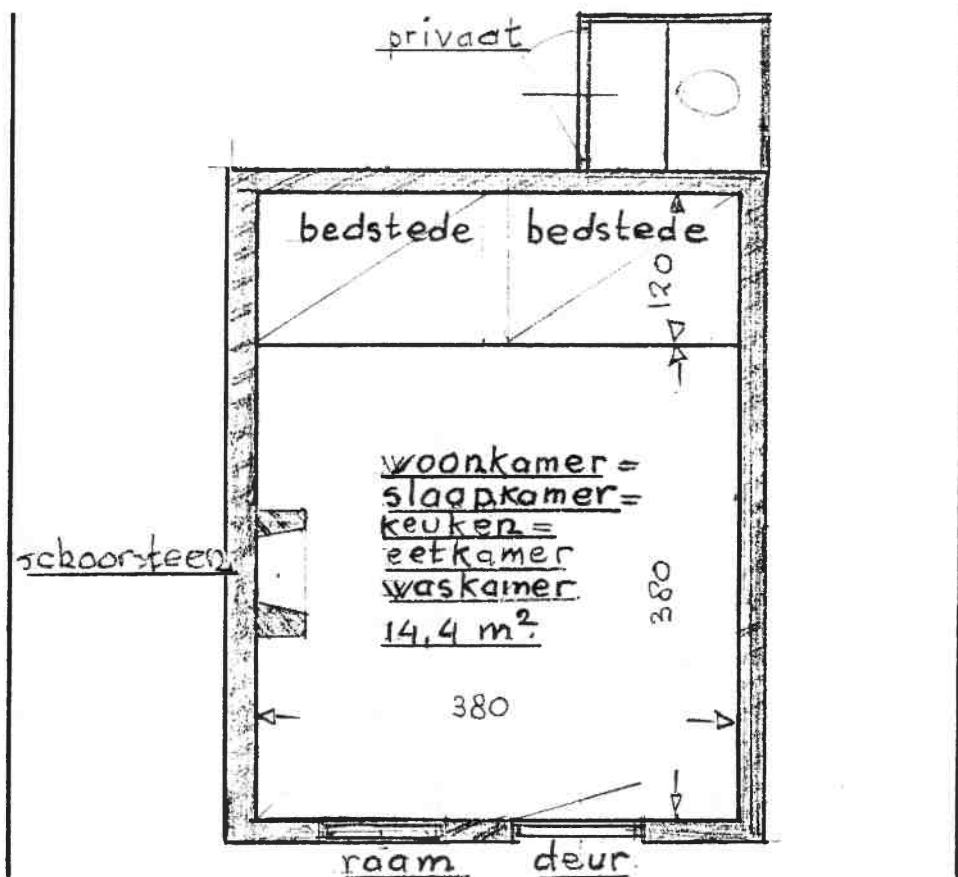 privaat
bedstede bedstede
120
woonkamer =
slaapkamer=
keuken =
eetkamer
waskamer
14,4 m².
schoorsteen
380
380
raam deur